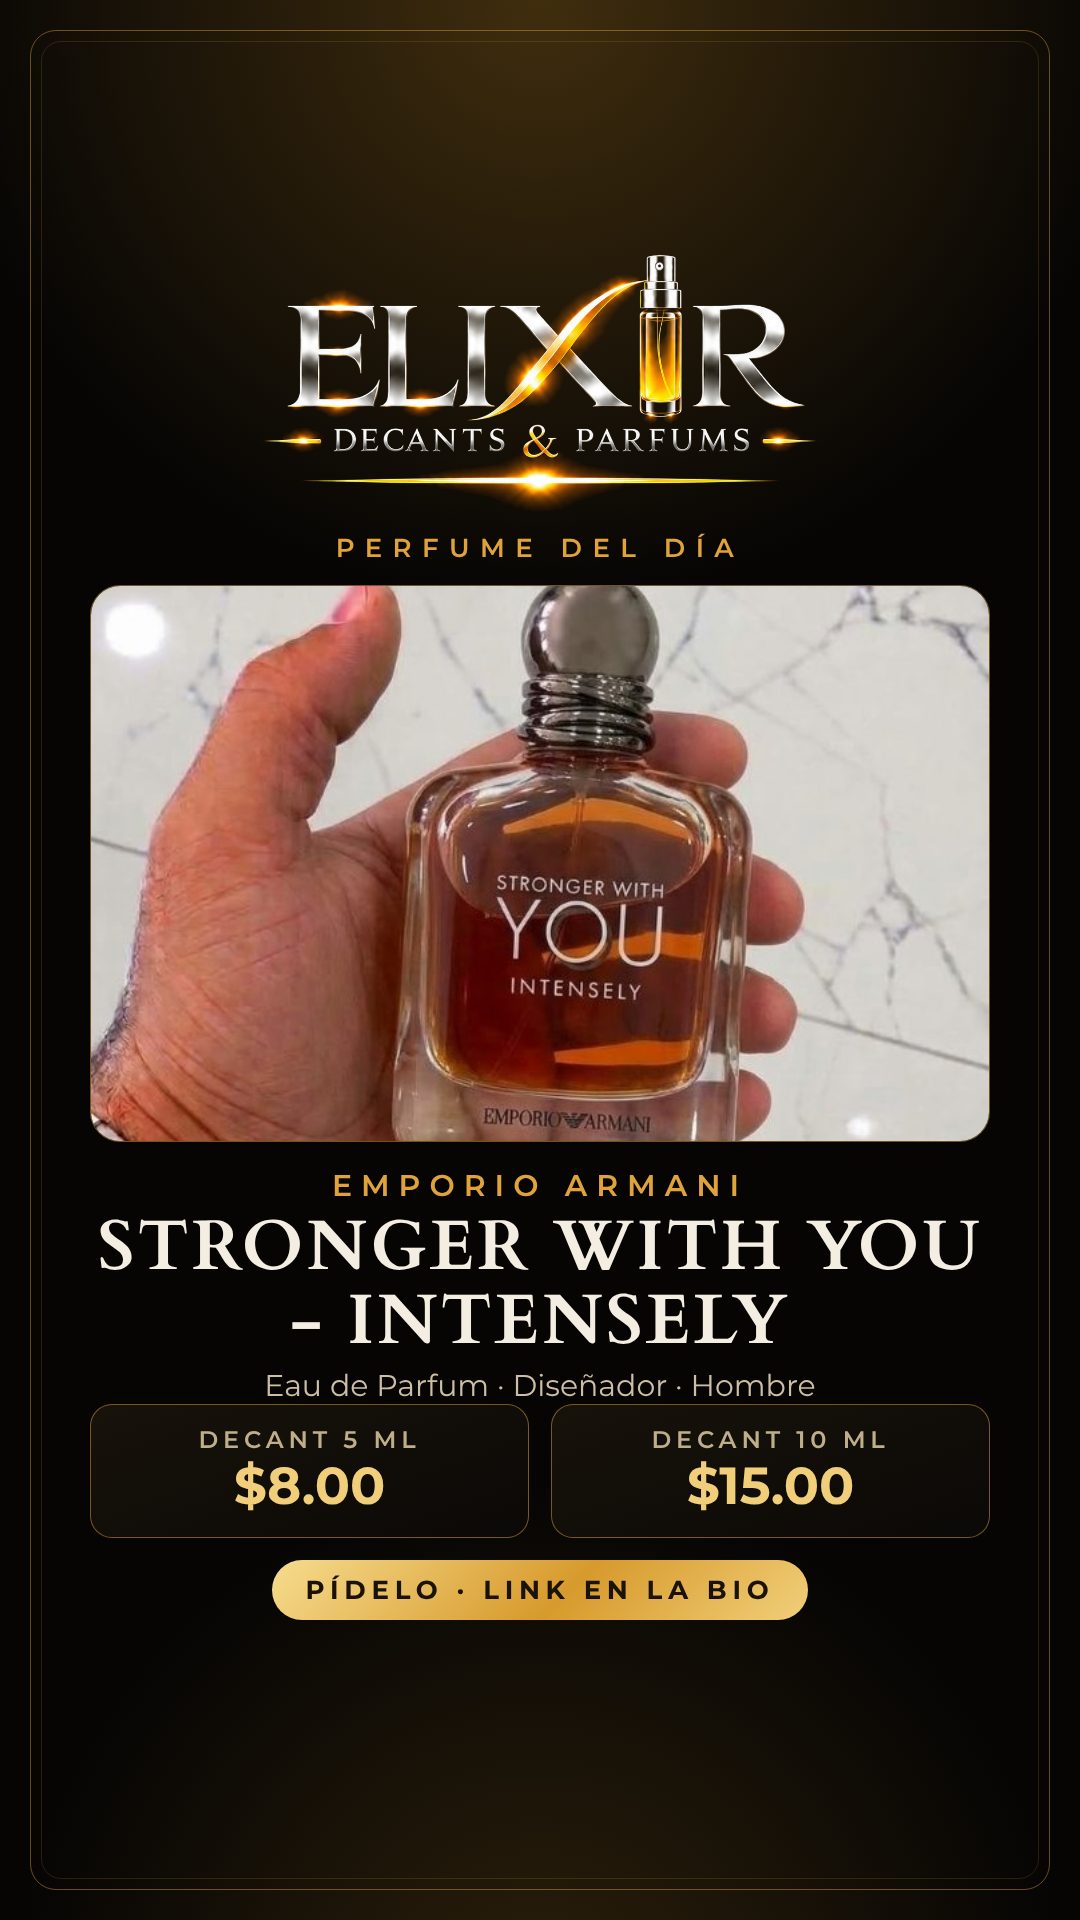 ELIXIR
DECANTS & PARFUMS
PERFUME DEL DÍA
STRONGER WITH
YOU
INTENSELY
EMPORIO ARMANI
EMPORIO ARMANI
STRONGER WITH YOU
- INTENSELY
Eau de Parfum · Diseñador · Hombre
DECANT 5 ML
$8.00
DECANT 10 ML
$15.00
PÍDELO · LINK EN LA BIO